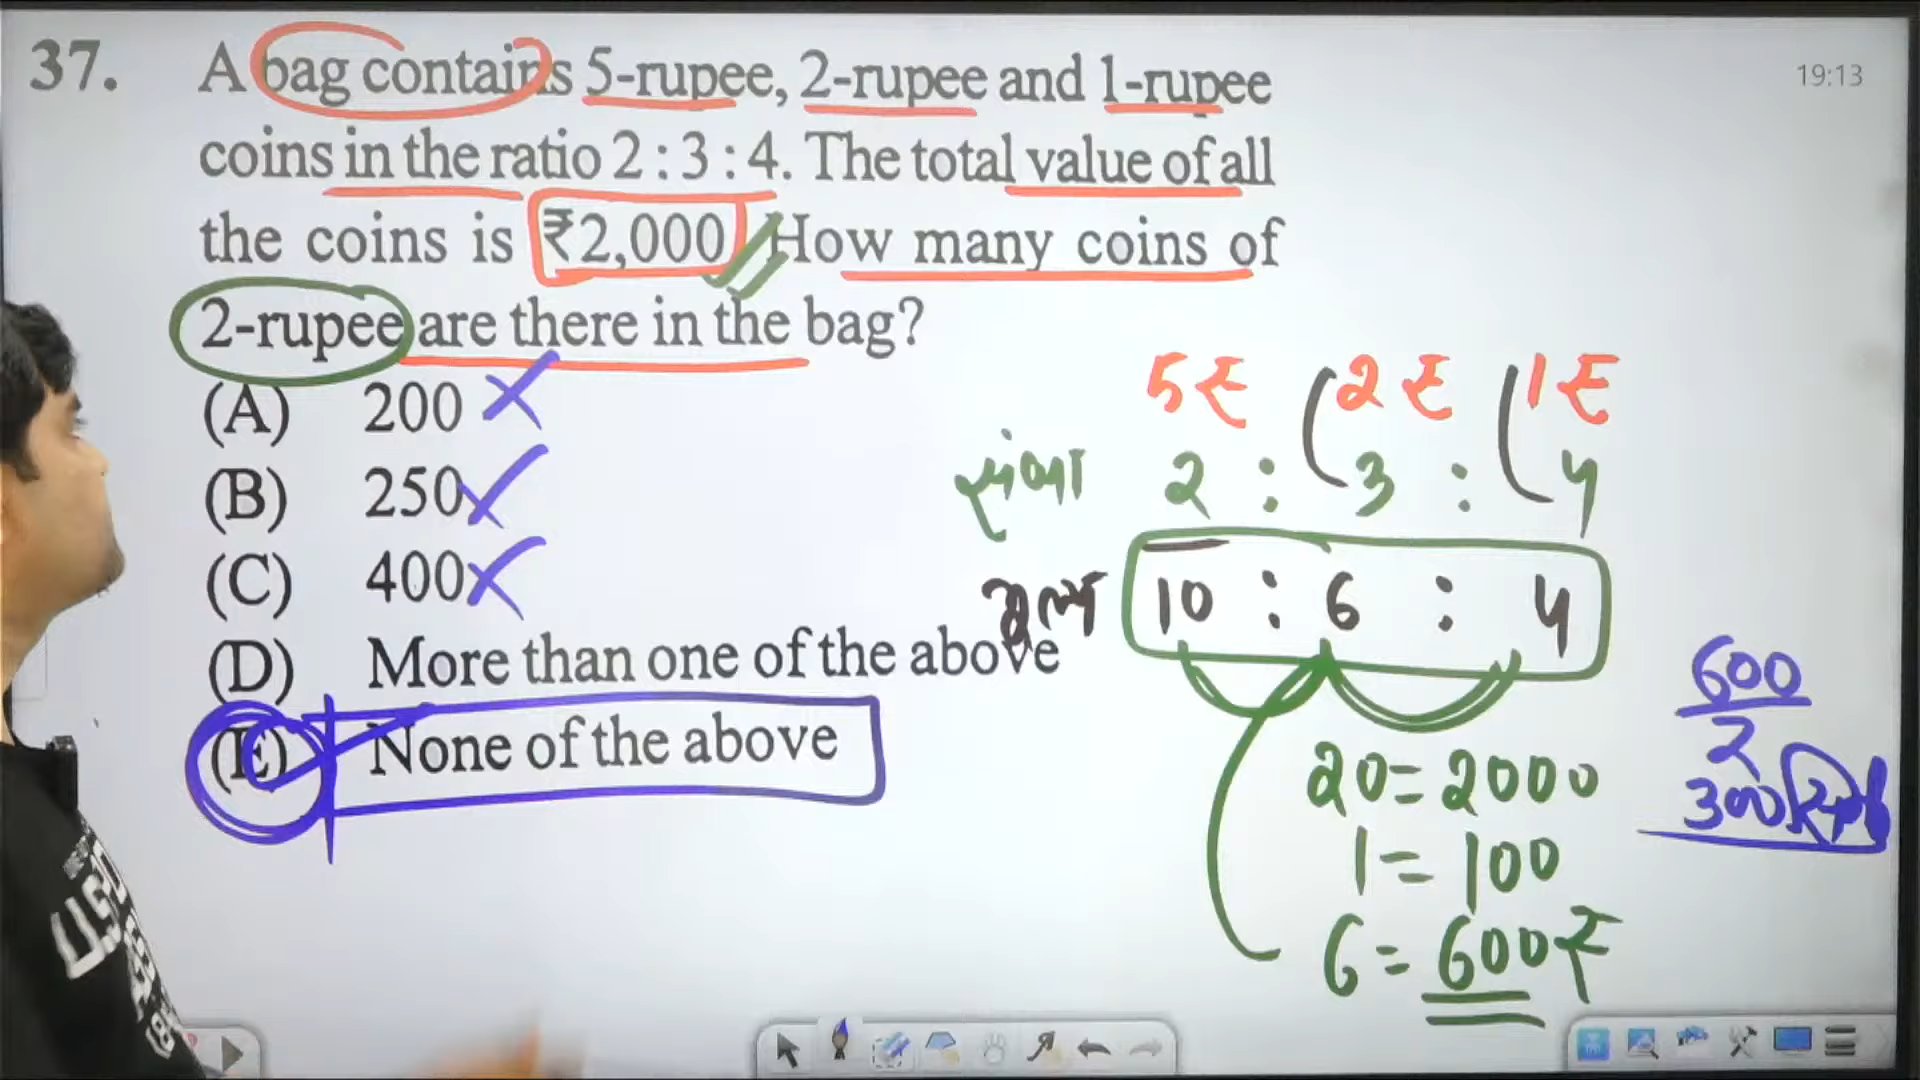 37.
A bag contains 5-rupee, 2-rupee and 1-rupee
coins in the ratio 2 : 3 : 4. The total value of all
the coins is ₹2,000 How many coins of
2-rupee are there in the bag?
(A) 200
(B) 250
(C) 400
(D) More than one of the above
(E) None of the above
19:13
5₹ 2₹ 1₹
संख्या 2 : 3 : 4
मूल्य 10 : 6 : 4
20 = 2000
1 = 100
6 = 600₹
600
2
300